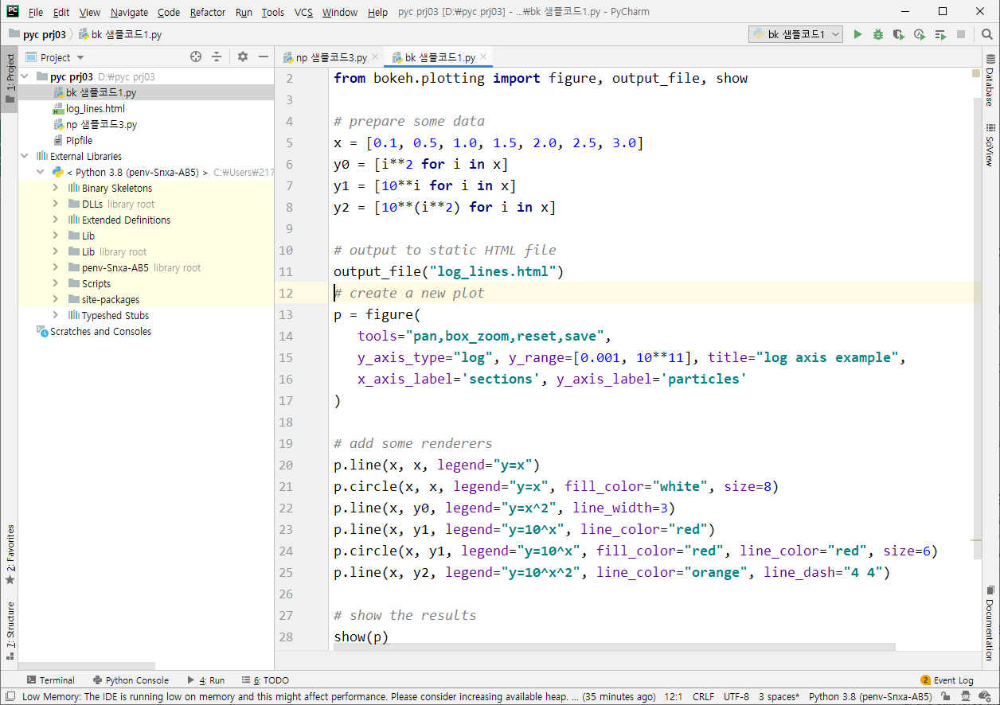 PC File Edit View Navigate Code Refactor Run Tools VCS Window Help pyc prj03 [D:₩pyc prj03] - ...₩bk 샘플코드1.py - PyCharm
pyc prj03 bk 샘플코드1.py bk 샘플코드1
1: Project
Project
np 샘플코드3.py bk 샘플코드1.py
pyc prj03 D:₩pyc prj03
bk 샘플코드1.py
log_lines.html
np 샘플코드3.py
Pipfile
External Libraries
< Python 3.8 (penv-Snxa-AB5) > C:₩Users₩217
Binary Skeletons
DLLs library root
Extended Definitions
Lib
Lib library root
penv-Snxa-AB5 library root
Scripts
site-packages
Typeshed Stubs
Scratches and Consoles
2: Favorites
7: Structure
2 from bokeh.plotting import figure, output_file, show
3
4 # prepare some data
5 x = [0.1, 0.5, 1.0, 1.5, 2.0, 2.5, 3.0]
6 y0 = [i**2 for i in x]
7 y1 = [10**i for i in x]
8 y2 = [10**(i**2) for i in x]
9
10 # output to static HTML file
11 output_file("log_lines.html")
12 # create a new plot
13 p = figure(
14 tools="pan,box_zoom,reset,save",
15 y_axis_type="log", y_range=[0.001, 10**11], title="log axis example",
16 x_axis_label='sections', y_axis_label='particles'
17 )
18
19 # add some renderers
20 p.line(x, x, legend="y=x")
21 p.circle(x, x, legend="y=x", fill_color="white", size=8)
22 p.line(x, y0, legend="y=x^2", line_width=3)
23 p.line(x, y1, legend="y=10^x", line_color="red")
24 p.circle(x, y1, legend="y=10^x", fill_color="red", line_color="red", size=6)
25 p.line(x, y2, legend="y=10^x^2", line_color="orange", line_dash="4 4")
26
27 # show the results
28 show(p)
Database
SciView
Documentation
Terminal Python Console 4: Run 6: TODO 2 Event Log
Low Memory: The IDE is running low on memory and this might affect performance. Please consider increasing available heap. ... (35 minutes ago) 12:1 CRLF UTF-8 3 spaces* Python 3.8 (penv-Snxa-AB5)